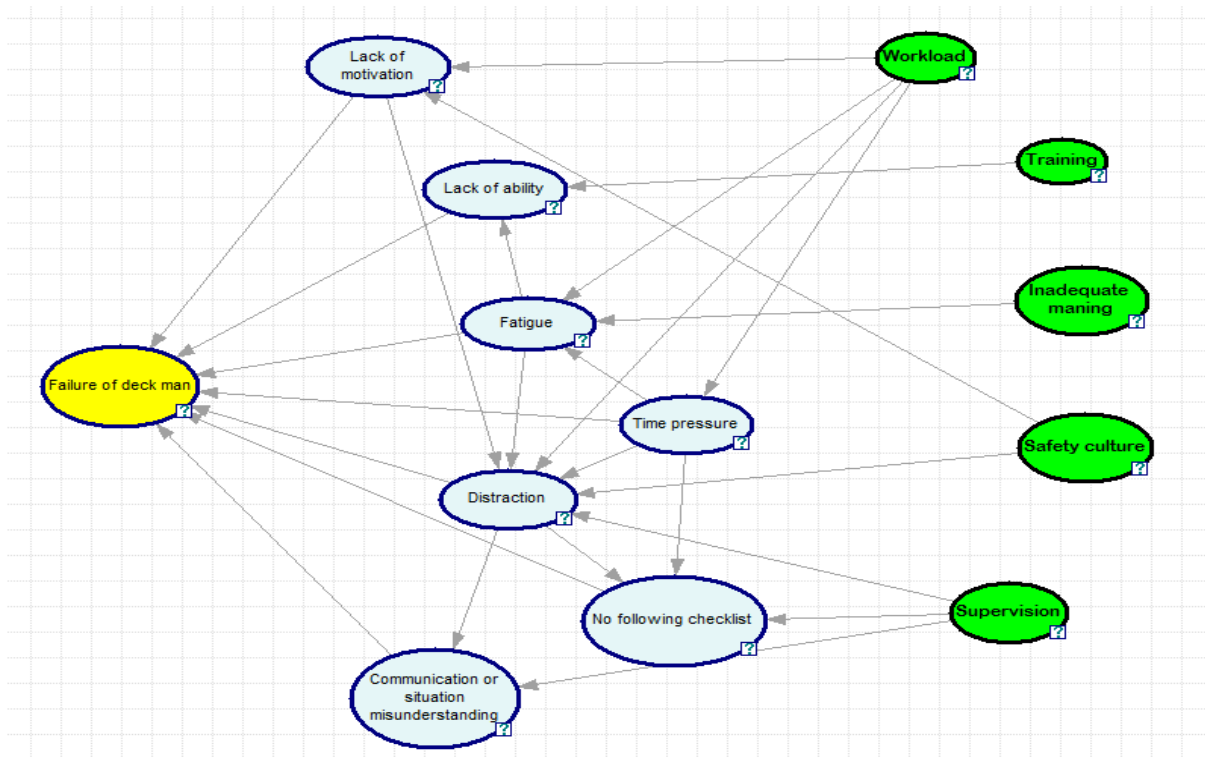 Lack of
motivation
?
Workload
?
Training
?
Lack of ability
?
Inadequate
maning
?
Fatigue
?
Failure of deck man
?
Time pressure
?
Safety culture
?
Distraction
?
No following checklist
?
Supervision
?
Communication or
situation
misunderstanding
?